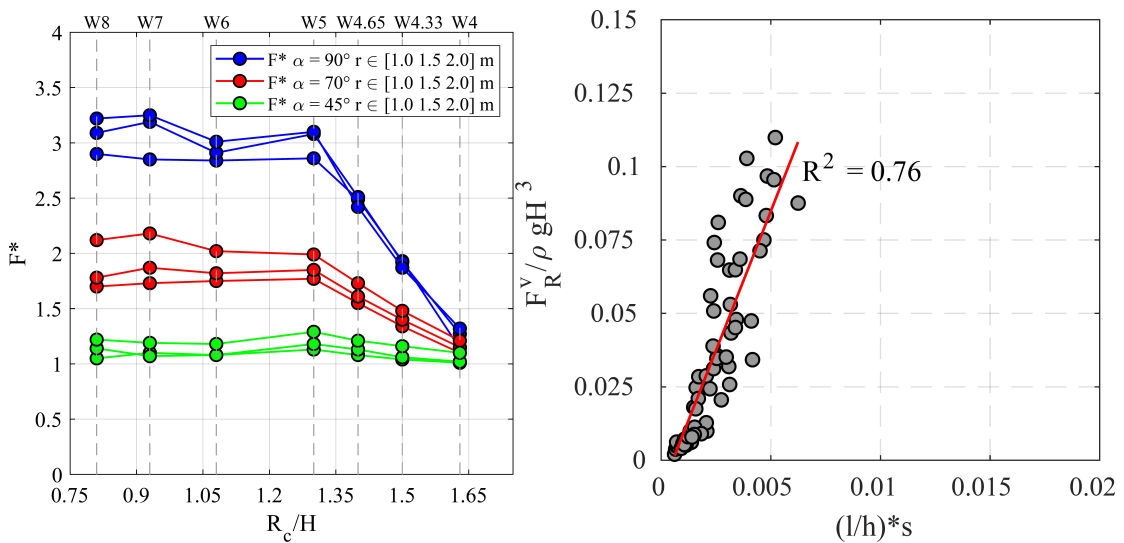 W8 W7 W6 W5 W4.65 W4.33 W4
4
3.5
3
2.5
2
1.5
1
0.5
0
F*
F* α = 90° r ∈ [1.0 1.5 2.0] m
F* α = 70° r ∈ [1.0 1.5 2.0] m
F* α = 45° r ∈ [1.0 1.5 2.0] m
0.75 0.9 1.05 1.2 1.35 1.5 1.65
R_c/H
0.15
0.125
0.1
0.075
0.05
0.025
0
F_R^v/ρ gH^3
R^2 = 0.76
0 0.005 0.01 0.015 0.02
(l/h)*s